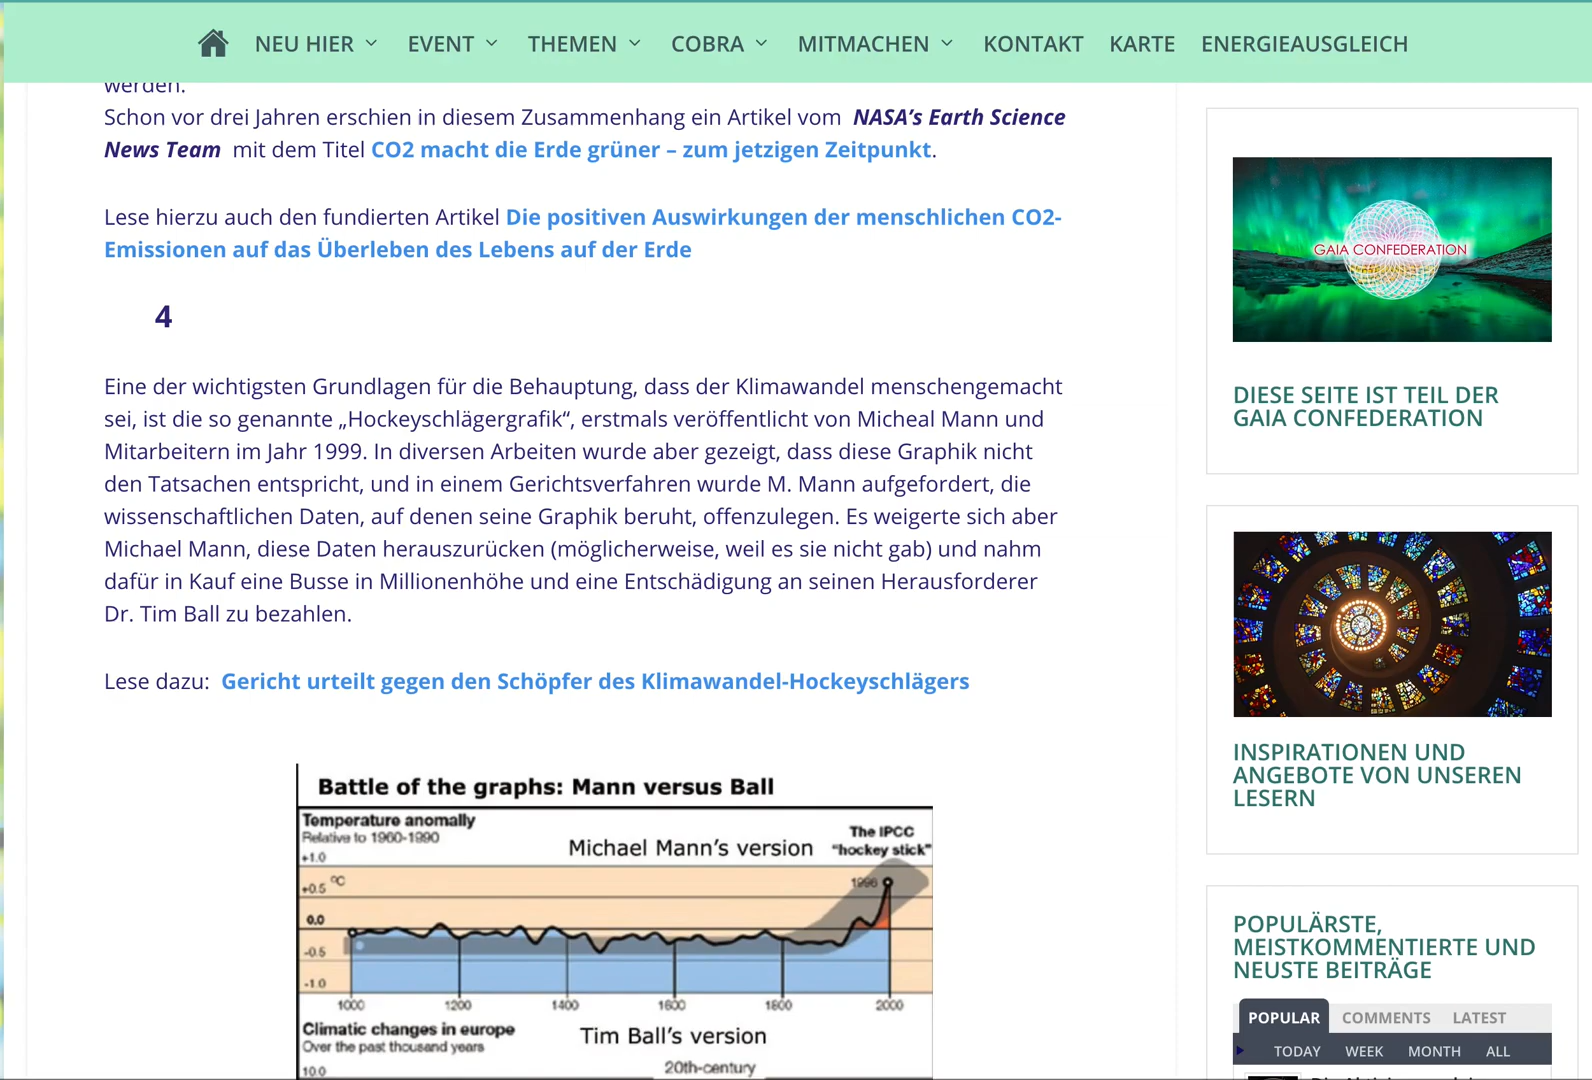 NEU HIER EVENT THEMEN COBRA MITMACHEN KONTAKT KARTE ENERGIEAUSGLEICH
werden.
Schon vor drei Jahren erschien in diesem Zusammenhang ein Artikel vom NASA’s Earth Science
News Team mit dem Titel CO2 macht die Erde grüner – zum jetzigen Zeitpunkt.
Lese hierzu auch den fundierten Artikel Die positiven Auswirkungen der menschlichen CO2-
Emissionen auf das Überleben des Lebens auf der Erde
4
Eine der wichtigsten Grundlagen für die Behauptung, dass der Klimawandel menschengemacht
sei, ist die so genannte „Hockeyschlägergrafik“, erstmals veröffentlicht von Micheal Mann und
Mitarbeitern im Jahr 1999. In diversen Arbeiten wurde aber gezeigt, dass diese Graphik nicht
den Tatsachen entspricht, und in einem Gerichtsverfahren wurde M. Mann aufgefordert, die
wissenschaftlichen Daten, auf denen seine Graphik beruht, offenzulegen. Es weigerte sich aber
Michael Mann, diese Daten herauszurücken (möglicherweise, weil es sie nicht gab) und nahm
dafür in Kauf eine Busse in Millionenhöhe und eine Entschädigung an seinen Herausforderer
Dr. Tim Ball zu bezahlen.
Lese dazu: Gericht urteilt gegen den Schöpfer des Klimawandel-Hockeyschlägers
Battle of the graphs: Mann versus Ball
Temperature anomaly
Relative to 1960-1990
Michael Mann’s version
The IPCC
"hockey stick"
+1.0
+0.5 °C
1998
0.0
-0.5
-1.0
1000 1200 1400 1600 1800 2000
Climatic changes in europe
Over the past thousand years
Tim Ball’s version
20th-century
10.0
GAIA CONFEDERATION
DIESE SEITE IST TEIL DER
GAIA CONFEDERATION
INSPIRATIONEN UND
ANGEBOTE VON UNSEREN
LESERN
POPULÄRSTE,
MEISTKOMMENTIERTE UND
NEUSTE BEITRÄGE
POPULAR COMMENTS LATEST
TODAY WEEK MONTH ALL